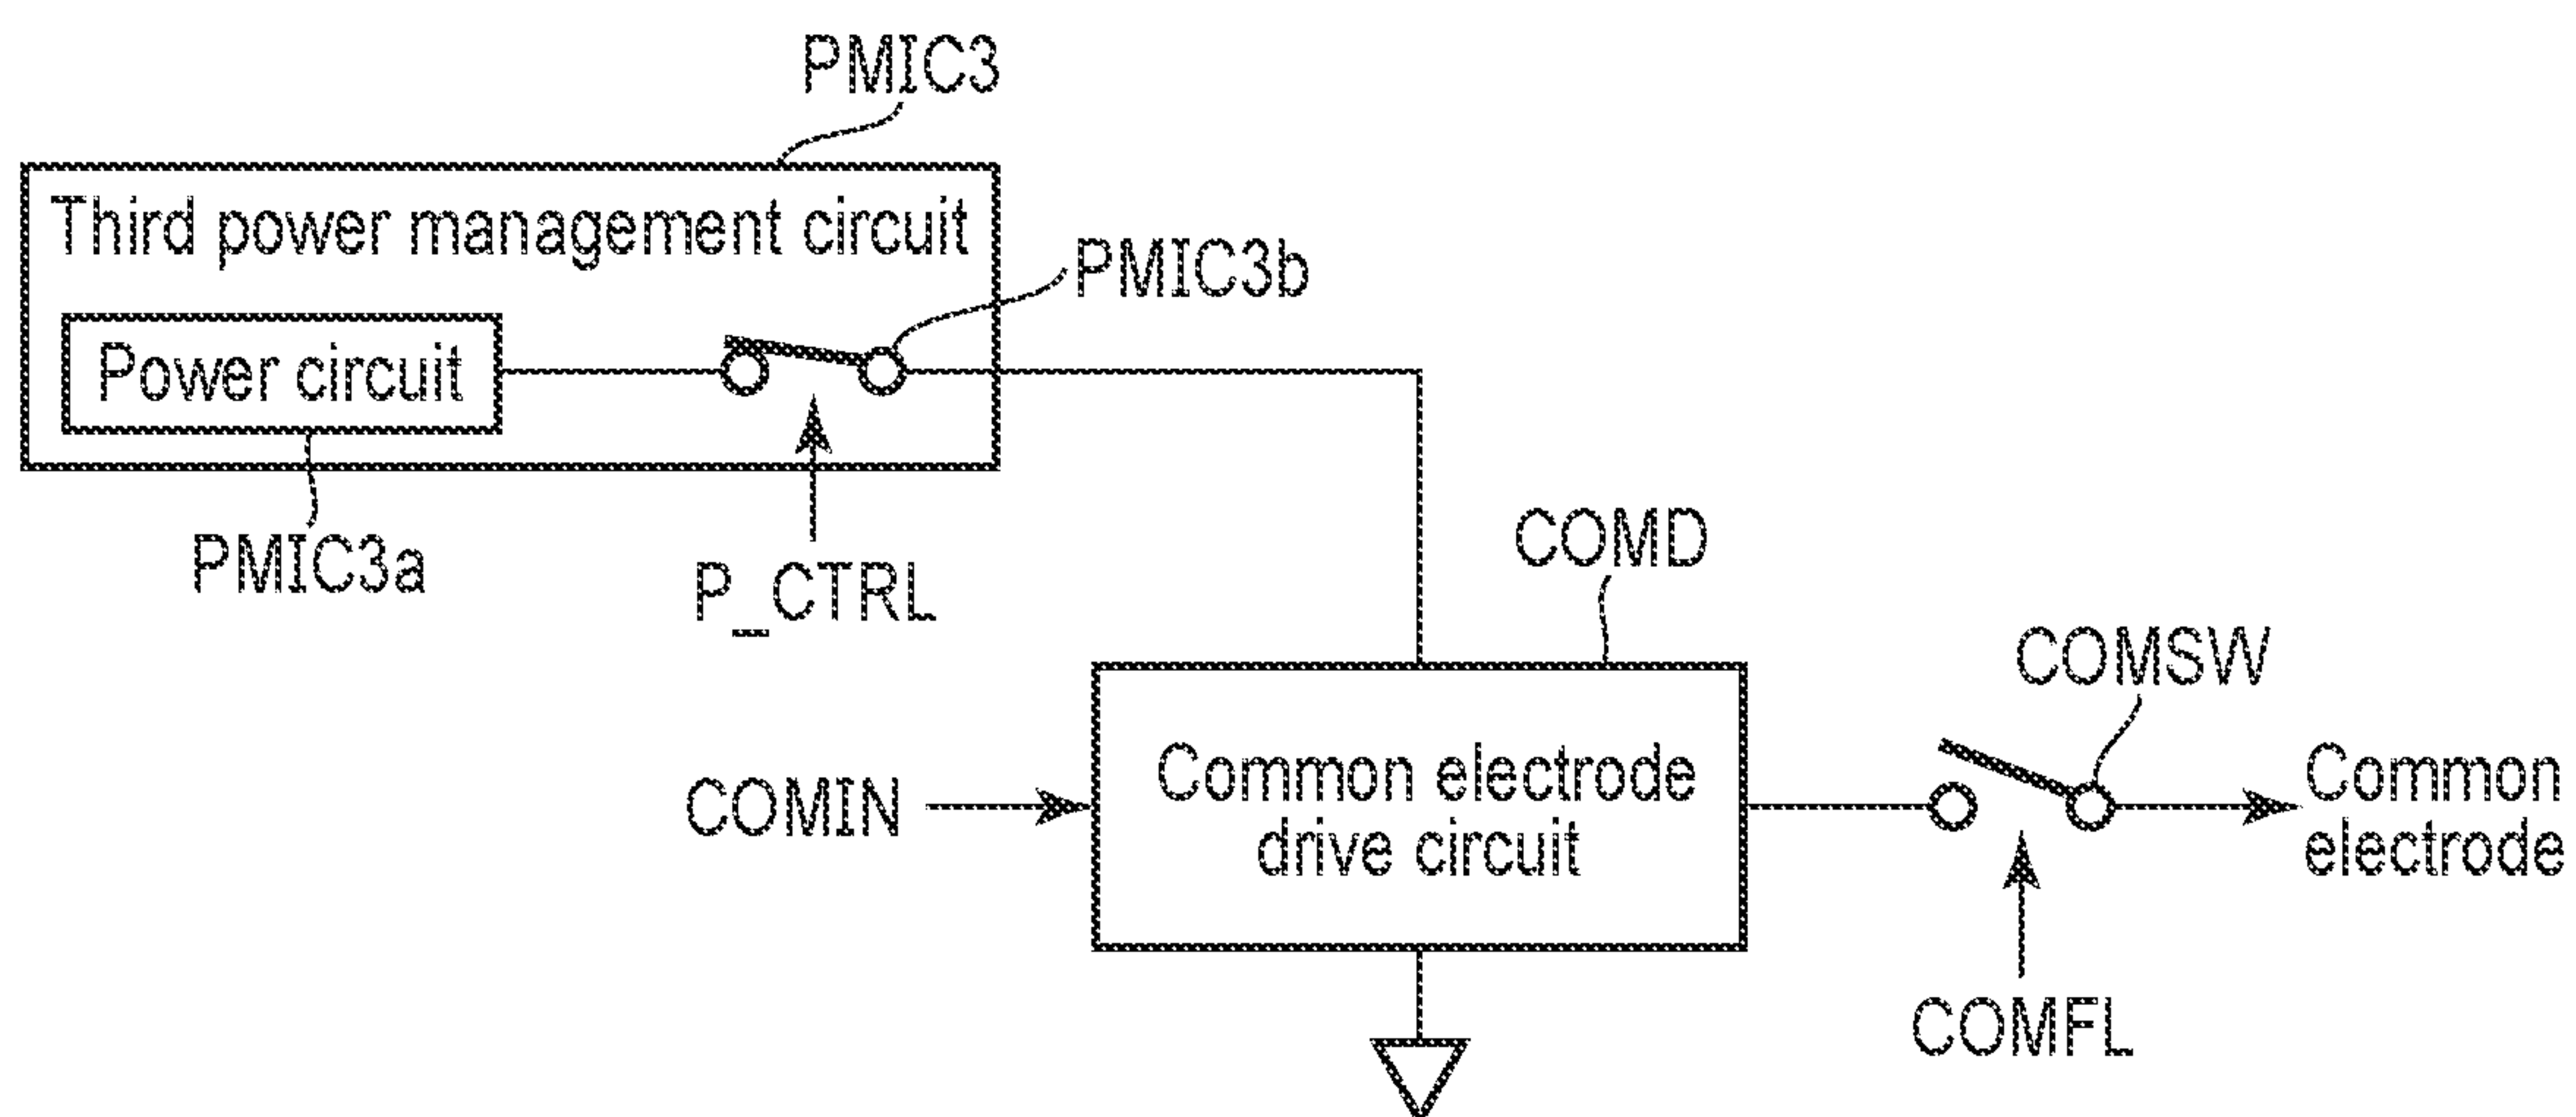 PMIC3
Third power management circuit
PMIC3b
Power circuit
PMIC3a
P_CTRL
COMD
COMSW
COMIN
Common electrode
drive circuit
Common
electrode
COMFL